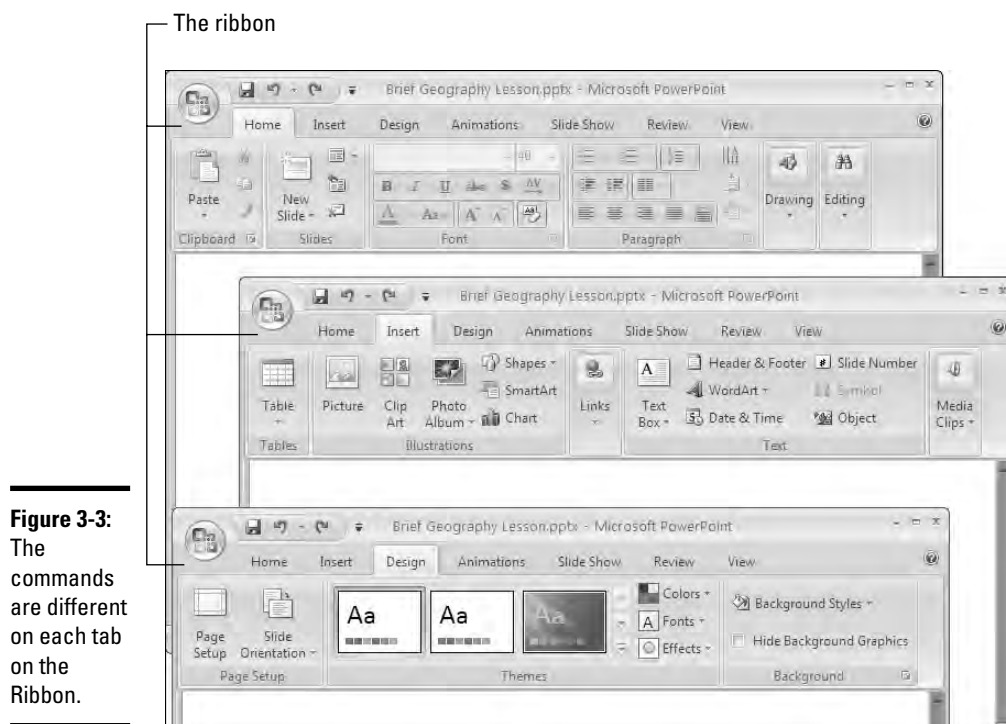 The ribbon
Brief Geography Lesson.pptx - Microsoft PowerPoint
Home Insert Design Animations Slide Show Review View
Paste
New Slide
40
B I U abc S AV
A Aa A A
Drawing Editing
Clipboard Slides Font Paragraph
Brief Geography Lesson.pptx - Microsoft PowerPoint
Home Insert Design Animations Slide Show Review View
Table
Picture
Clip Art
Photo Album
Shapes
SmartArt
Chart
Links
A
Text Box
Header & Footer
WordArt
Date & Time
# Slide Number
Symbol
Object
Media Clips
Tables Illustrations Text
Brief Geography Lesson.pptx - Microsoft PowerPoint
Home Insert Design Animations Slide Show Review View
Page Setup
Slide Orientation
Aa Aa Aa
Colors
A Fonts
Effects
Background Styles
Hide Background Graphics
Page Setup Themes Background
Figure 3-3:
The
commands
are different
on each tab
on the
Ribbon.